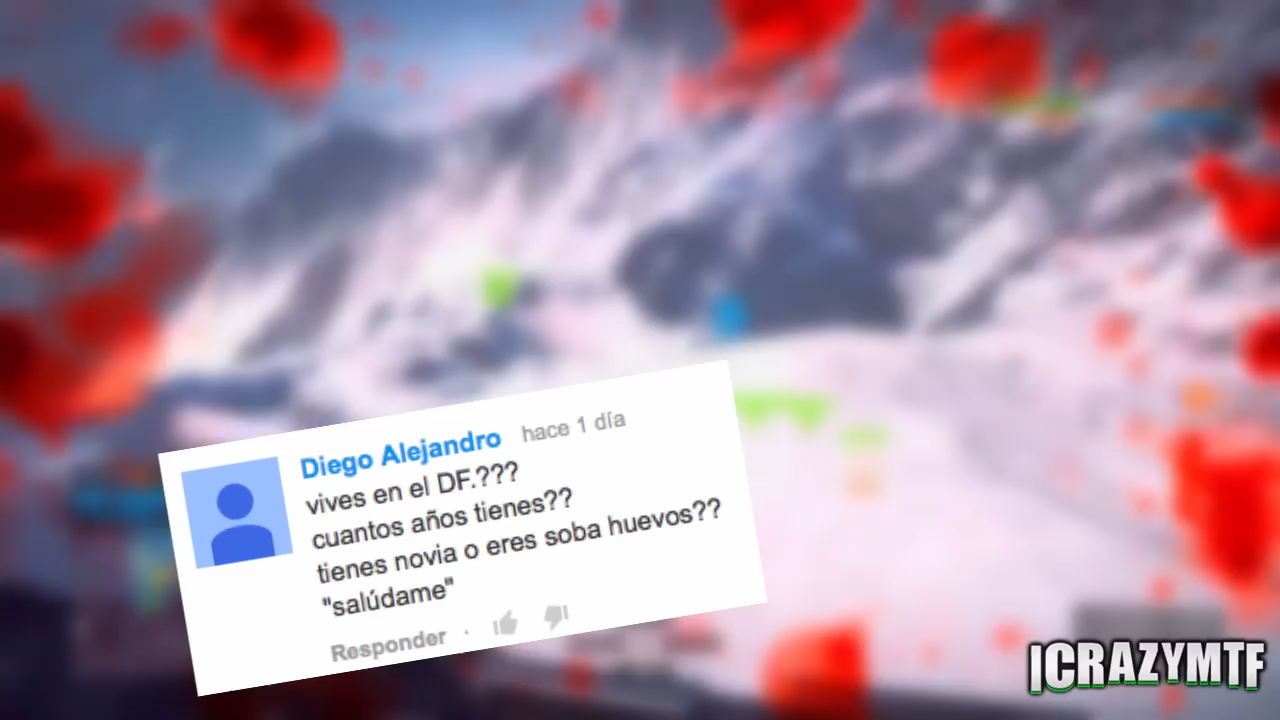 Diego Alejandro hace 1 día
vives en el DF.???
cuantos años tienes??
tienes novia o eres soba huevos??
"salúdame"
Responder ·
ICRAZYMTF